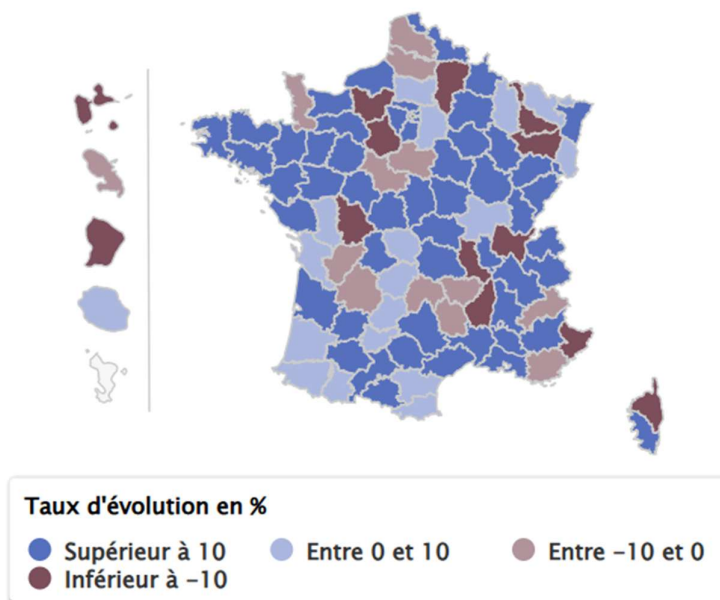 Taux d'évolution en %
Supérieur à 10 Entre 0 et 10 Entre −10 et 0
Inférieur à −10